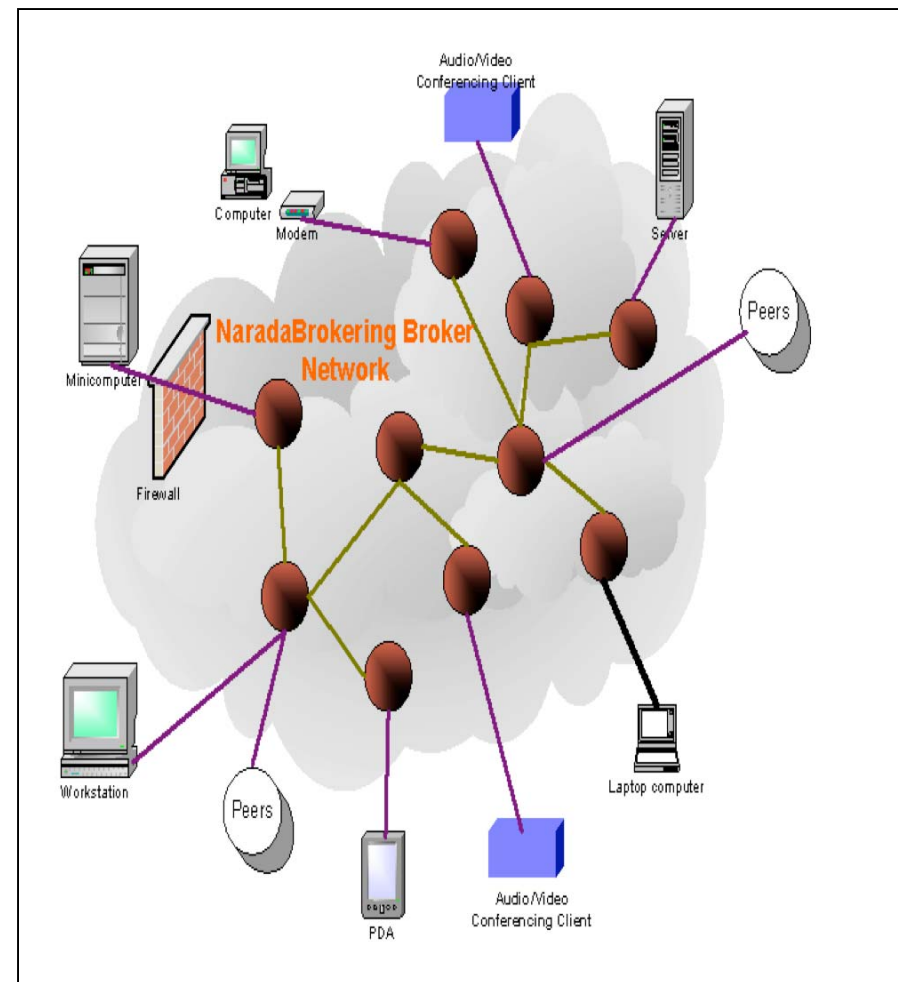 Audio/Video
Conferencing Client
Computer
Modem
Server
Peers
NaradaBrokering Broker
Network
Minicomputer
Firewall
Workstation
Peers
Laptop computer
PDA
Audio/Video
Conferencing Client